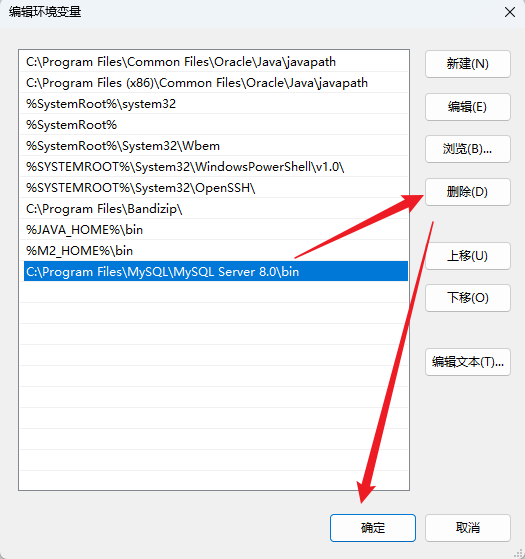 编辑环境变量
C:\Program Files\Common Files\Oracle\Java\javapath
C:\Program Files (x86)\Common Files\Oracle\Java\javapath
%SystemRoot%\system32
%SystemRoot%
%SystemRoot%\System32\Wbem
%SYSTEMROOT%\System32\WindowsPowerShell\v1.0\
%SYSTEMROOT%\System32\OpenSSH\
C:\Program Files\Bandizip\
%JAVA_HOME%\bin
%M2_HOME%\bin
C:\Program Files\MySQL\MySQL Server 8.0\bin
新建(N)
编辑(E)
浏览(B)...
删除(D)
上移(U)
下移(O)
编辑文本(T)...
确定
取消